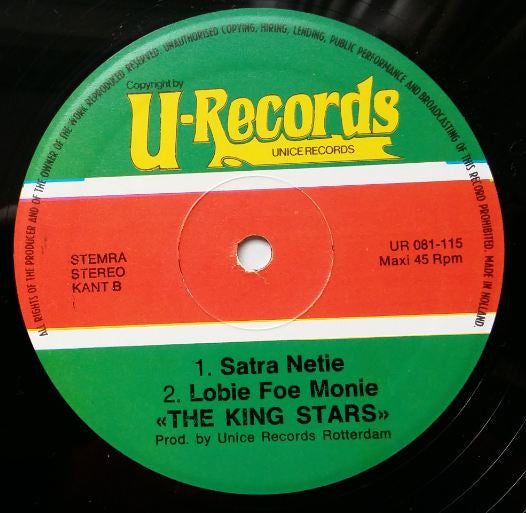 ALL RIGHTS OF THE PRODUCER AND OF THE OWNER OF THE WORK REPRODUCED RESERVED. UNAUTHORISED COPYING, HIRING, LENDING, PUBLIC PERFORMANCE AND BROADCASTING OF THIS RECORD PROHIBITED. MADE IN HOLLAND.
Copyright by
U-Records
UNICE RECORDS
STEMRA
STEREO
KANT B
UR 081-115
Maxi 45 Rpm
1. Satra Netie
2. Lobie Foe Monie
«THE KING STARS»
Prod. by Unice Records Rotterdam